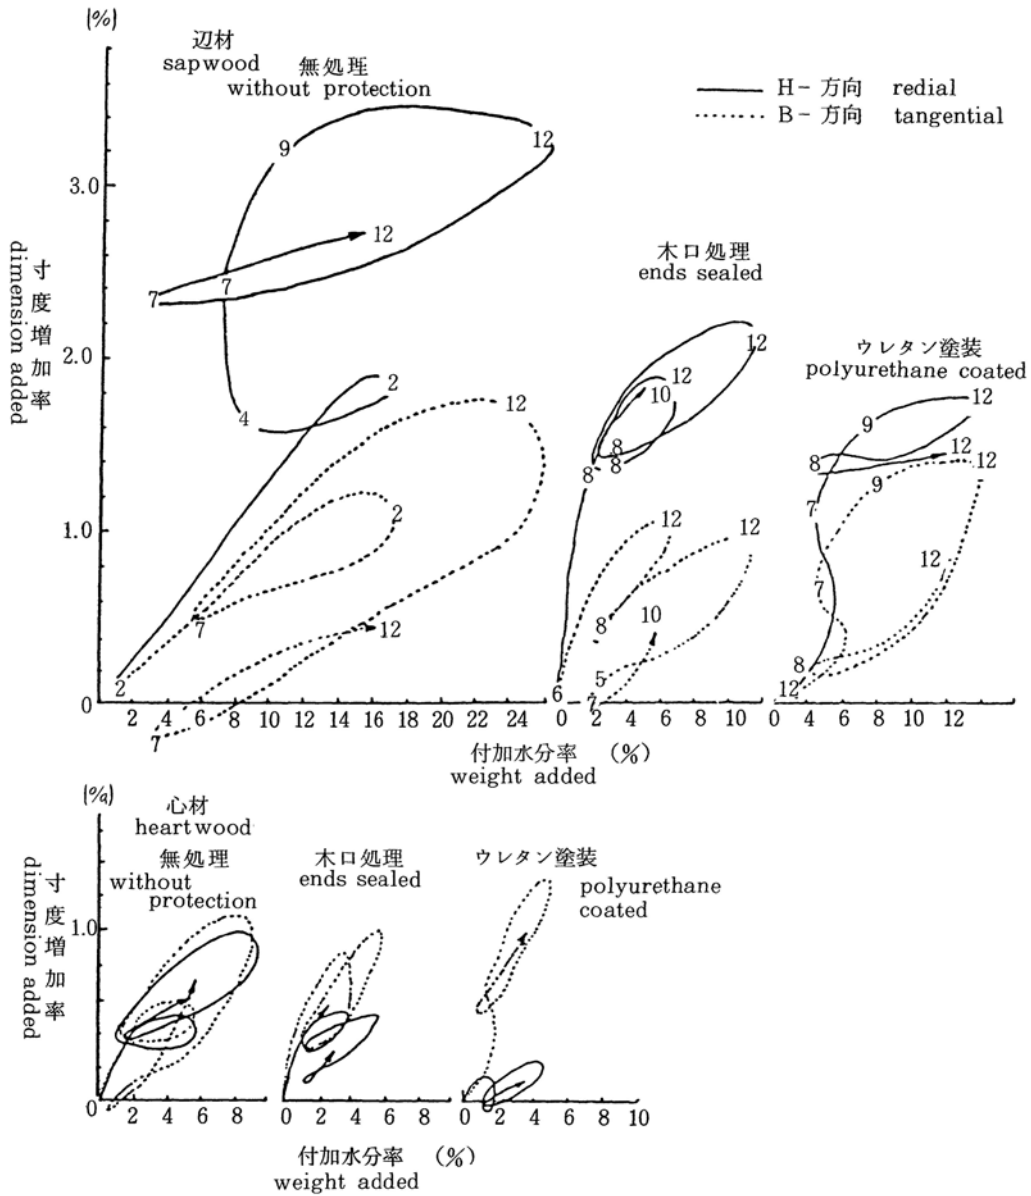 (%)
辺材
sapwood
無処理
without protection
H - 方向 redial
B - 方向 tangential
12
9
3.0
12
7
7
木口処理
ends sealed
寸度増加率
dimension added
2.0
12
ウレタン塗装
polyurethane coated
2
12
12
10
12
4
9
8
8
8
12
8
12
9
7
1.0
2
12
12
12
7
10
7
8
12
8
5
2
6
7
12
7
0
2 4 6 8 10 12 14 16 18 20 22 24 26
0 2 4 6 8 10 12
0 2 4 6 8 10 12
付加水分率 (%)
weight added
(%)
心材
heartwood
無処理
without
protection
木口処理
ends sealed
ウレタン塗装
polyurethane
coated
寸度増加率
dimension added
1.0
0
2 4 6 8
0 2 4 6 8
0 2 4 6 8 10
付加水分率 (%)
weight added